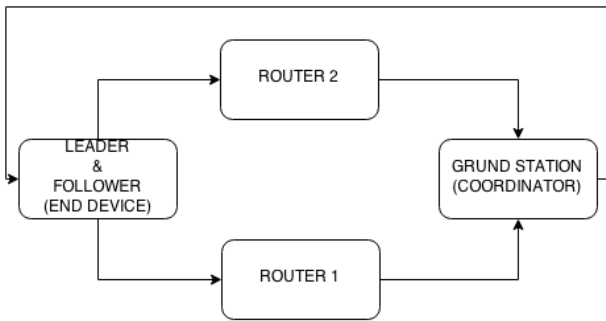 ROUTER 2
LEADER
&
FOLLOWER
(END DEVICE)
GRUND STATION
(COORDINATOR)
ROUTER 1